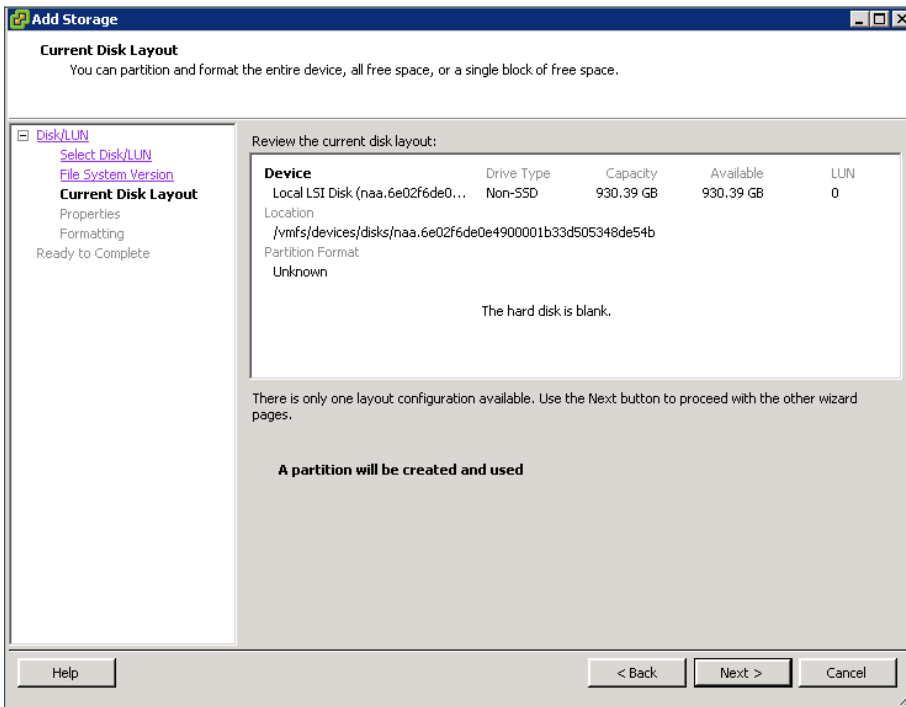 Add Storage
Current Disk Layout
You can partition and format the entire device, all free space, or a single block of free space.
Disk/LUN
Select Disk/LUN
File System Version
Current Disk Layout
Properties
Formatting
Ready to Complete
Review the current disk layout:
Device Drive Type Capacity Available LUN
Local LSI Disk (naa.6e02f6de0... Non-SSD 930.39 GB 930.39 GB 0
Location
/vmfs/devices/disks/naa.6e02f6de0e4900001b33d505348de54b
Partition Format
Unknown
The hard disk is blank.
There is only one layout configuration available. Use the Next button to proceed with the other wizard
pages.
A partition will be created and used
Help < Back Next > Cancel